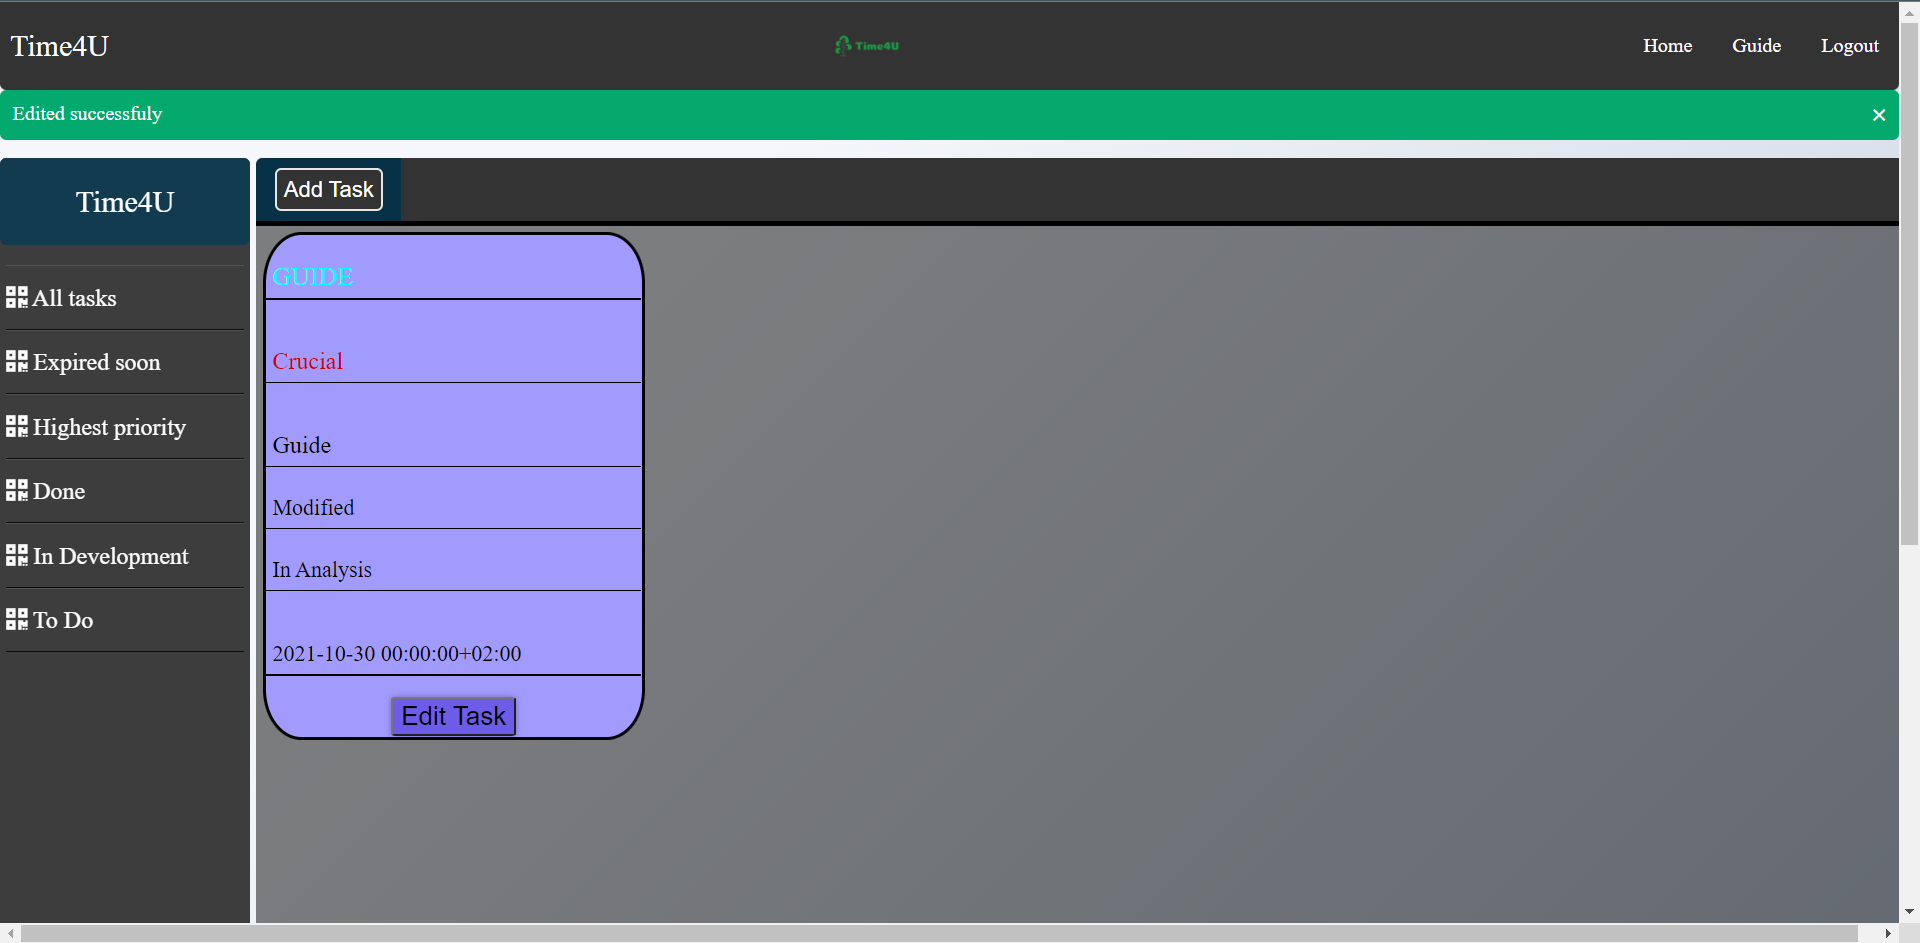 Time4U
Time4U
Home
Guide
Logout
Edited successfuly
×
Time4U
All tasks
Expired soon
Highest priority
Done
In Development
To Do
Add Task
GUIDE
Crucial
Guide
Modified
In Analysis
2021-10-30 00:00:00+02:00
Edit Task